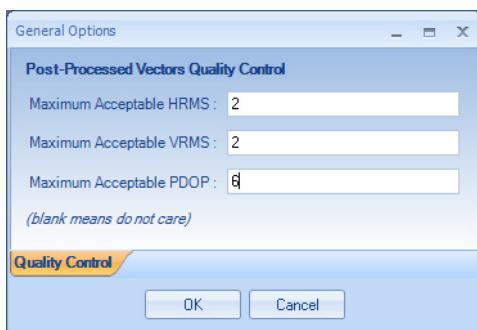 General Options
Post-Processed Vectors Quality Control
Maximum Acceptable HRMS : 2
Maximum Acceptable VRMS : 2
Maximum Acceptable PDOP : 6
(blank means do not care)
Quality Control
OK Cancel